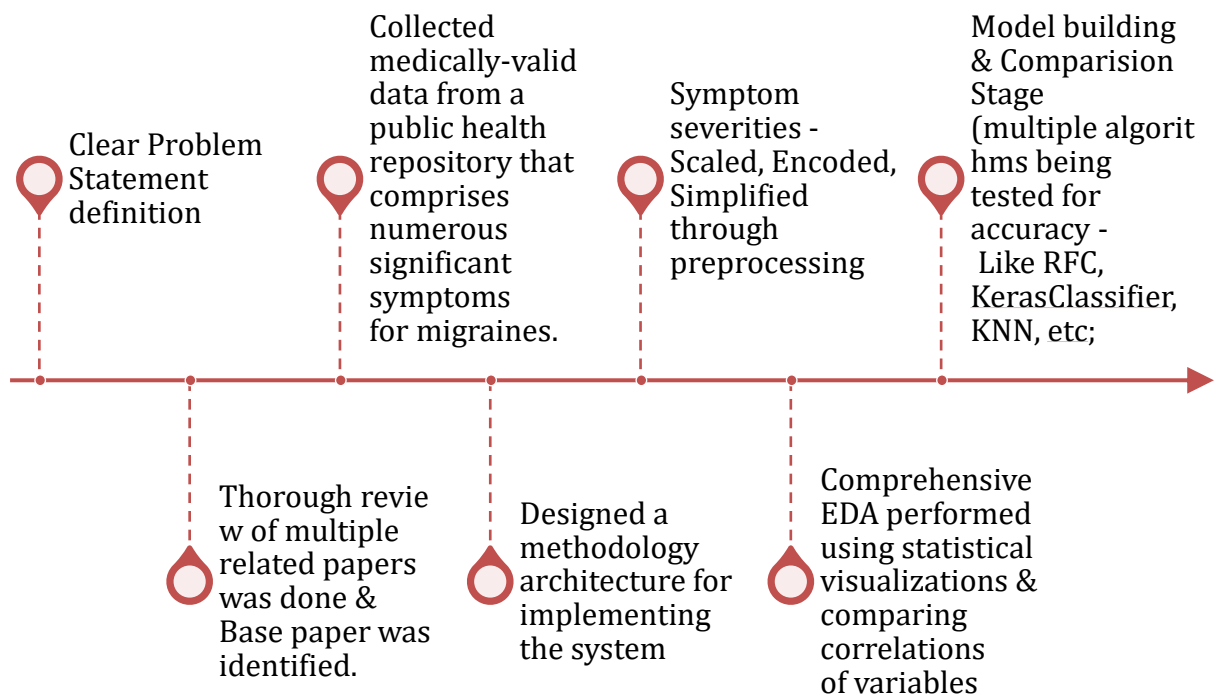 Clear Problem
Statement
definition
Thorough revie
w of multiple
related papers
was done &
Base paper was
identified.
Collected
medically-valid
data from a
public health
repository that
comprises
numerous
significant
symptoms
for migraines.
Designed a
methodology
architecture for
implementing
the system
Symptom
severities -
Scaled, Encoded,
Simplified
through
preprocessing
Comprehensive
EDA performed
using statistical
visualizations &
comparing
correlations
of variables
Model building
& Comparision
Stage
(multiple algorit
hms being
tested for
accuracy -
Like RFC,
KerasClassifier,
KNN, etc;